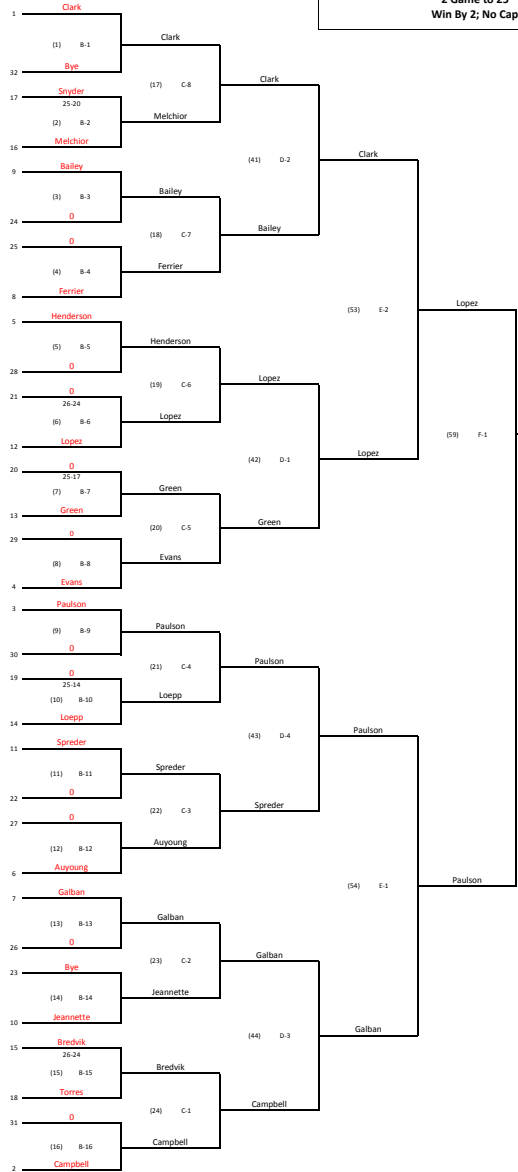 2 Game to 25
Win By 2; No Cap
1 Clark
(1) B-1 Clark
32 Bye
(17) C-8 Clark
17 Snyder
25-20
(2) B-2 Melchior
16 Melchior
(41) D-2 Clark
9 Bailey
(3) B-3 Bailey
24 0
(18) C-7 Bailey
25 0
(4) B-4 Ferrier
8 Ferrier
(53) E-2 Lopez
5 Henderson
(5) B-5 Henderson
28 0
(19) C-6 Lopez
21 0
26-24
(6) B-6 Lopez
12 Lopez
(42) D-1 Lopez
20 0
25-17
(7) B-7 Green
13 Green
(20) C-5 Green
29 0
(8) B-8 Evans
4 Evans
(59) F-1
3 Paulson
(9) B-9 Paulson
30 0
(21) C-4 Paulson
19 0
25-14
(10) B-10 Loepp
14 Loepp
(43) D-4 Paulson
11 Spreder
(11) B-11 Spreder
22 0
(22) C-3 Spreder
27 0
(12) B-12 Auyoung
6 Auyoung
(54) E-1 Paulson
7 Galban
(13) B-13 Galban
26 0
(23) C-2 Galban
23 Bye
(14) B-14 Jeannette
10 Jeannette
(44) D-3 Galban
15 Bredvik
26-24
(15) B-15 Bredvik
18 Torres
(24) C-1 Campbell
31 0
(16) B-16 Campbell
2 Campbell